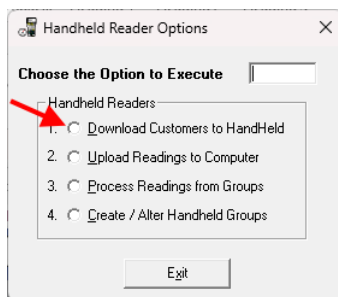 Handheld Reader Options
Choose the Option to Execute
Handheld Readers
1. Download Customers to HandHeld
2. Upload Readings to Computer
3. Process Readings from Groups
4. Create / Alter Handheld Groups
Exit